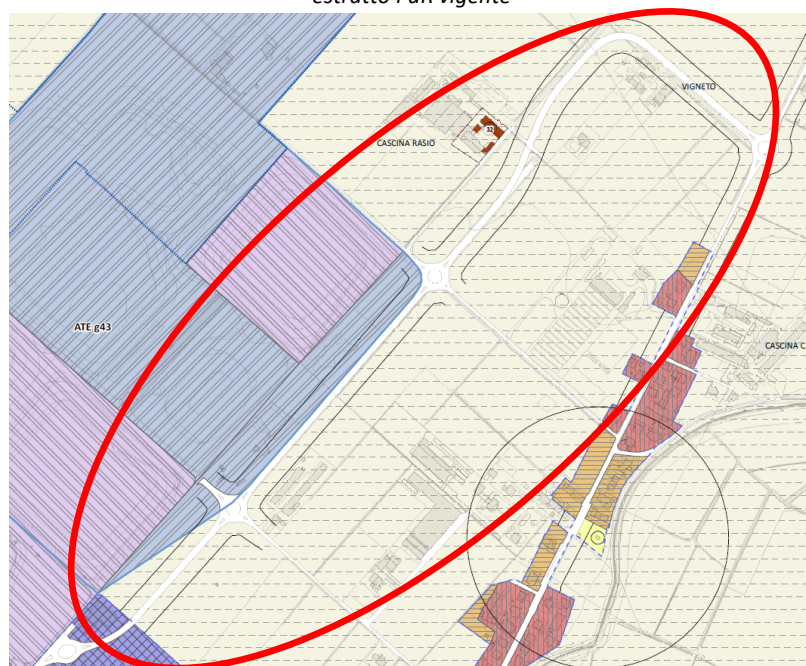 estratto PdR vigente
VIGNETO
32
CASCINA RASIO
ATE g43
CASCINA C